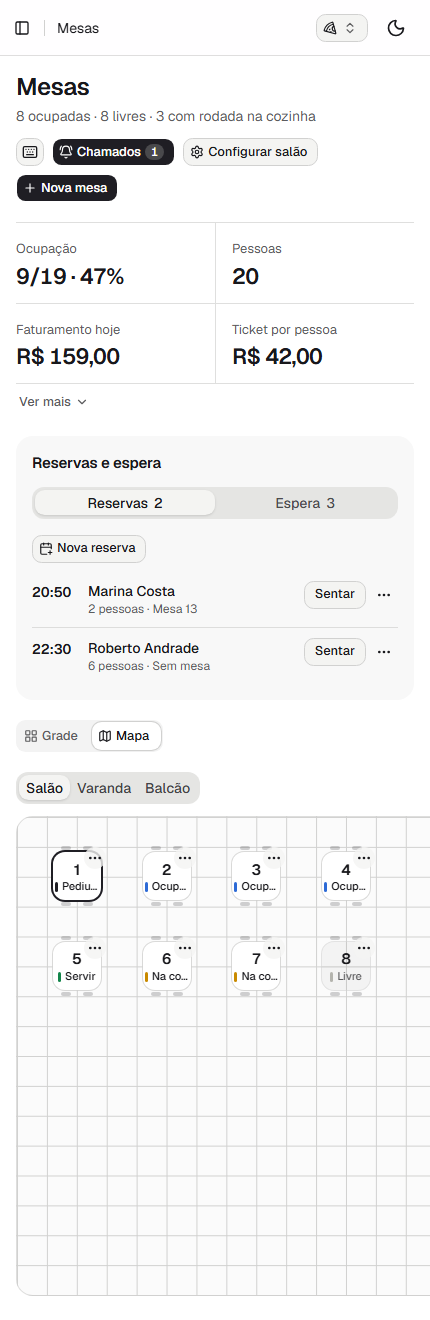 Mesas
Mesas
8 ocupadas · 8 livres · 3 com rodada na cozinha
Chamados 1
Configurar salão
Nova mesa
Ocupação
9/19 · 47%
Pessoas
20
Faturamento hoje
R$ 159,00
Ticket por pessoa
R$ 42,00
Ver mais
Reservas e espera
Reservas 2
Espera 3
Nova reserva
20:50 Marina Costa
2 pessoas · Mesa 13
Sentar
22:30 Roberto Andrade
6 pessoas · Sem mesa
Sentar
Grade
Mapa
Salão
Varanda
Balcão
1
Pediu...
2
Ocup...
3
Ocup...
4
Ocup...
5
Servir
6
Na co...
7
Na co...
8
Livre